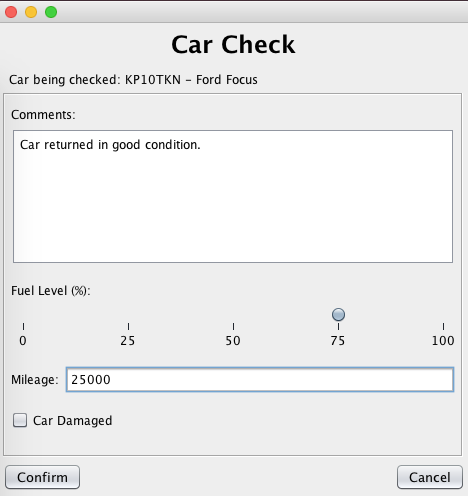 Car Check
Car being checked: KP10TKN - Ford Focus
Comments:
Car returned in good condition.
Fuel Level (%):
0 25 50 75 100
Mileage: 25000
Car Damaged
Confirm Cancel